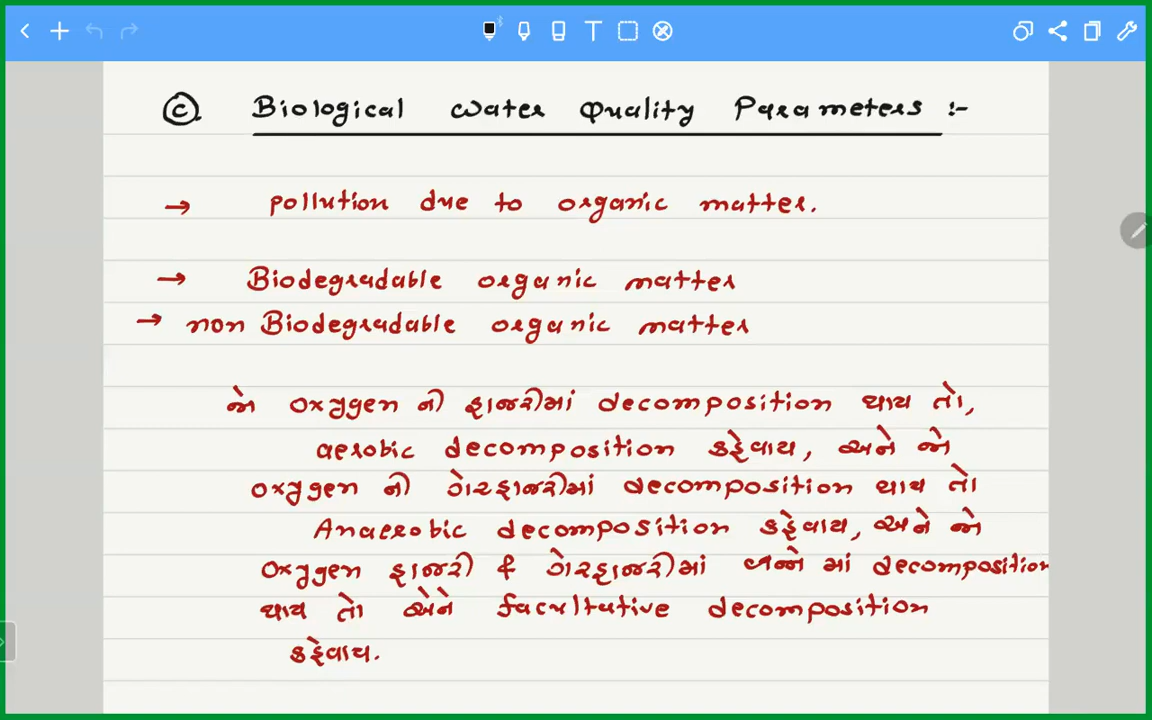 © Biological Water Quality Parameters :-
→ pollution due to organic matter.
→ Biodegradable organic matter
→ non Biodegradable organic matter
જો oxygen ની હાજરીમાં decomposition થાય તો,
aerobic decomposition કહેવાય, અને જો
oxygen ની ગેરહાજરીમાં decomposition થાય તો
Anaerobic decomposition કહેવાય, અને જો
oxygen હાજરી & ગેરહાજરીમાં બંને માં decomposition
થાય તો એને facultative decomposition
કહેવાય.